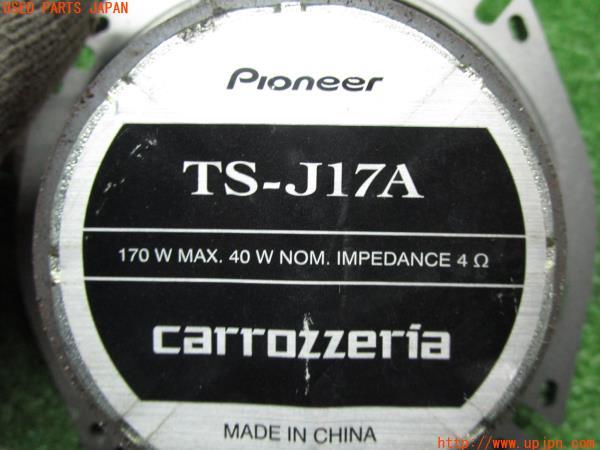 USED PARTS JAPAN
Pioneer
TS-J17A
170 W MAX. 40 W NOM. IMPEDANCE 4 Ω
carrozzeria
MADE IN CHINA
http://www.upjpn.com